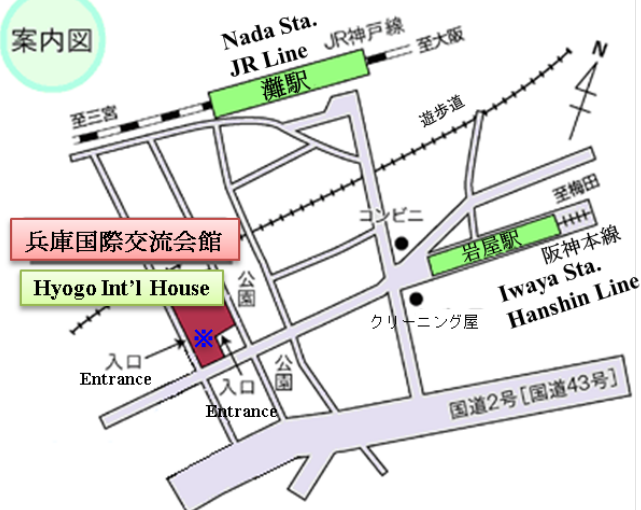 案内図
Nada Sta.
JR Line
JR神戸線
至大阪
灘駅
至三宮
遊歩道
N
コンビニ
至梅田
岩屋駅
阪神本線
Iwaya Sta.
Hanshin Line
兵庫国際交流会館
Hyogo Int'l House
公園
※
クリーニング屋
入口
Entrance
入口
Entrance
公園
国道2号[国道43号]